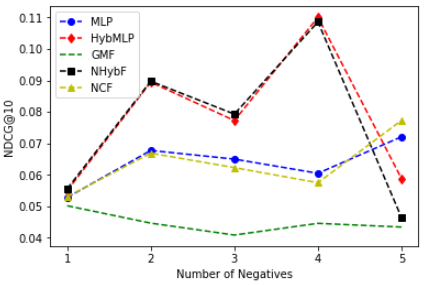 0.11
0.10
0.09
0.08
0.07
0.06
0.05
0.04
NDCG@10
MLP
HybMLP
GMF
NHybF
NCF
1 2 3 4 5
Number of Negatives